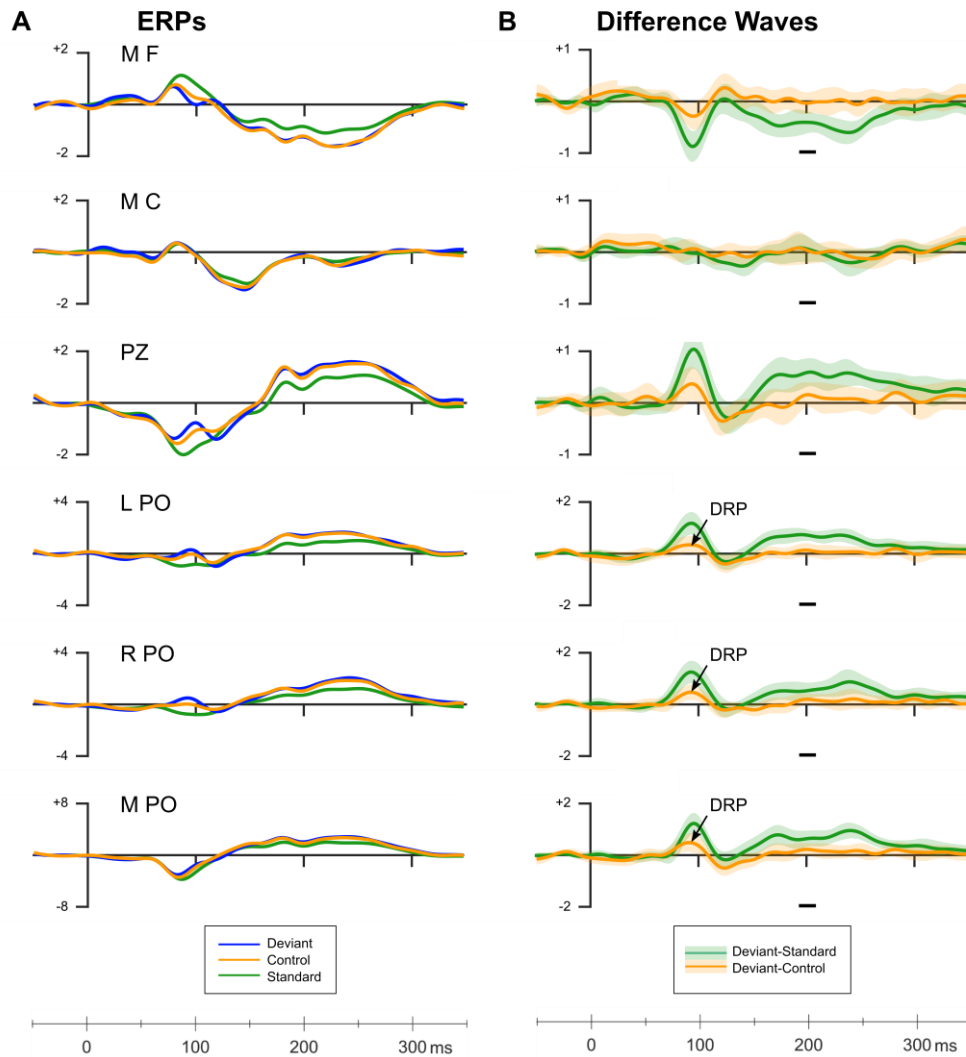 A ERPs
M F
+2
-2
M C
+2
-2
PZ
+2
-2
L PO
+4
-4
R PO
+4
-4
M PO
+8
-8
Deviant
Control
Standard
0 100 200 300 ms
B Difference Waves
+1
-1
+1
-1
+1
-1
+2
DRP
-2
+2
DRP
-2
+2
DRP
-2
Deviant-Standard
Deviant-Control
0 100 200 300 ms